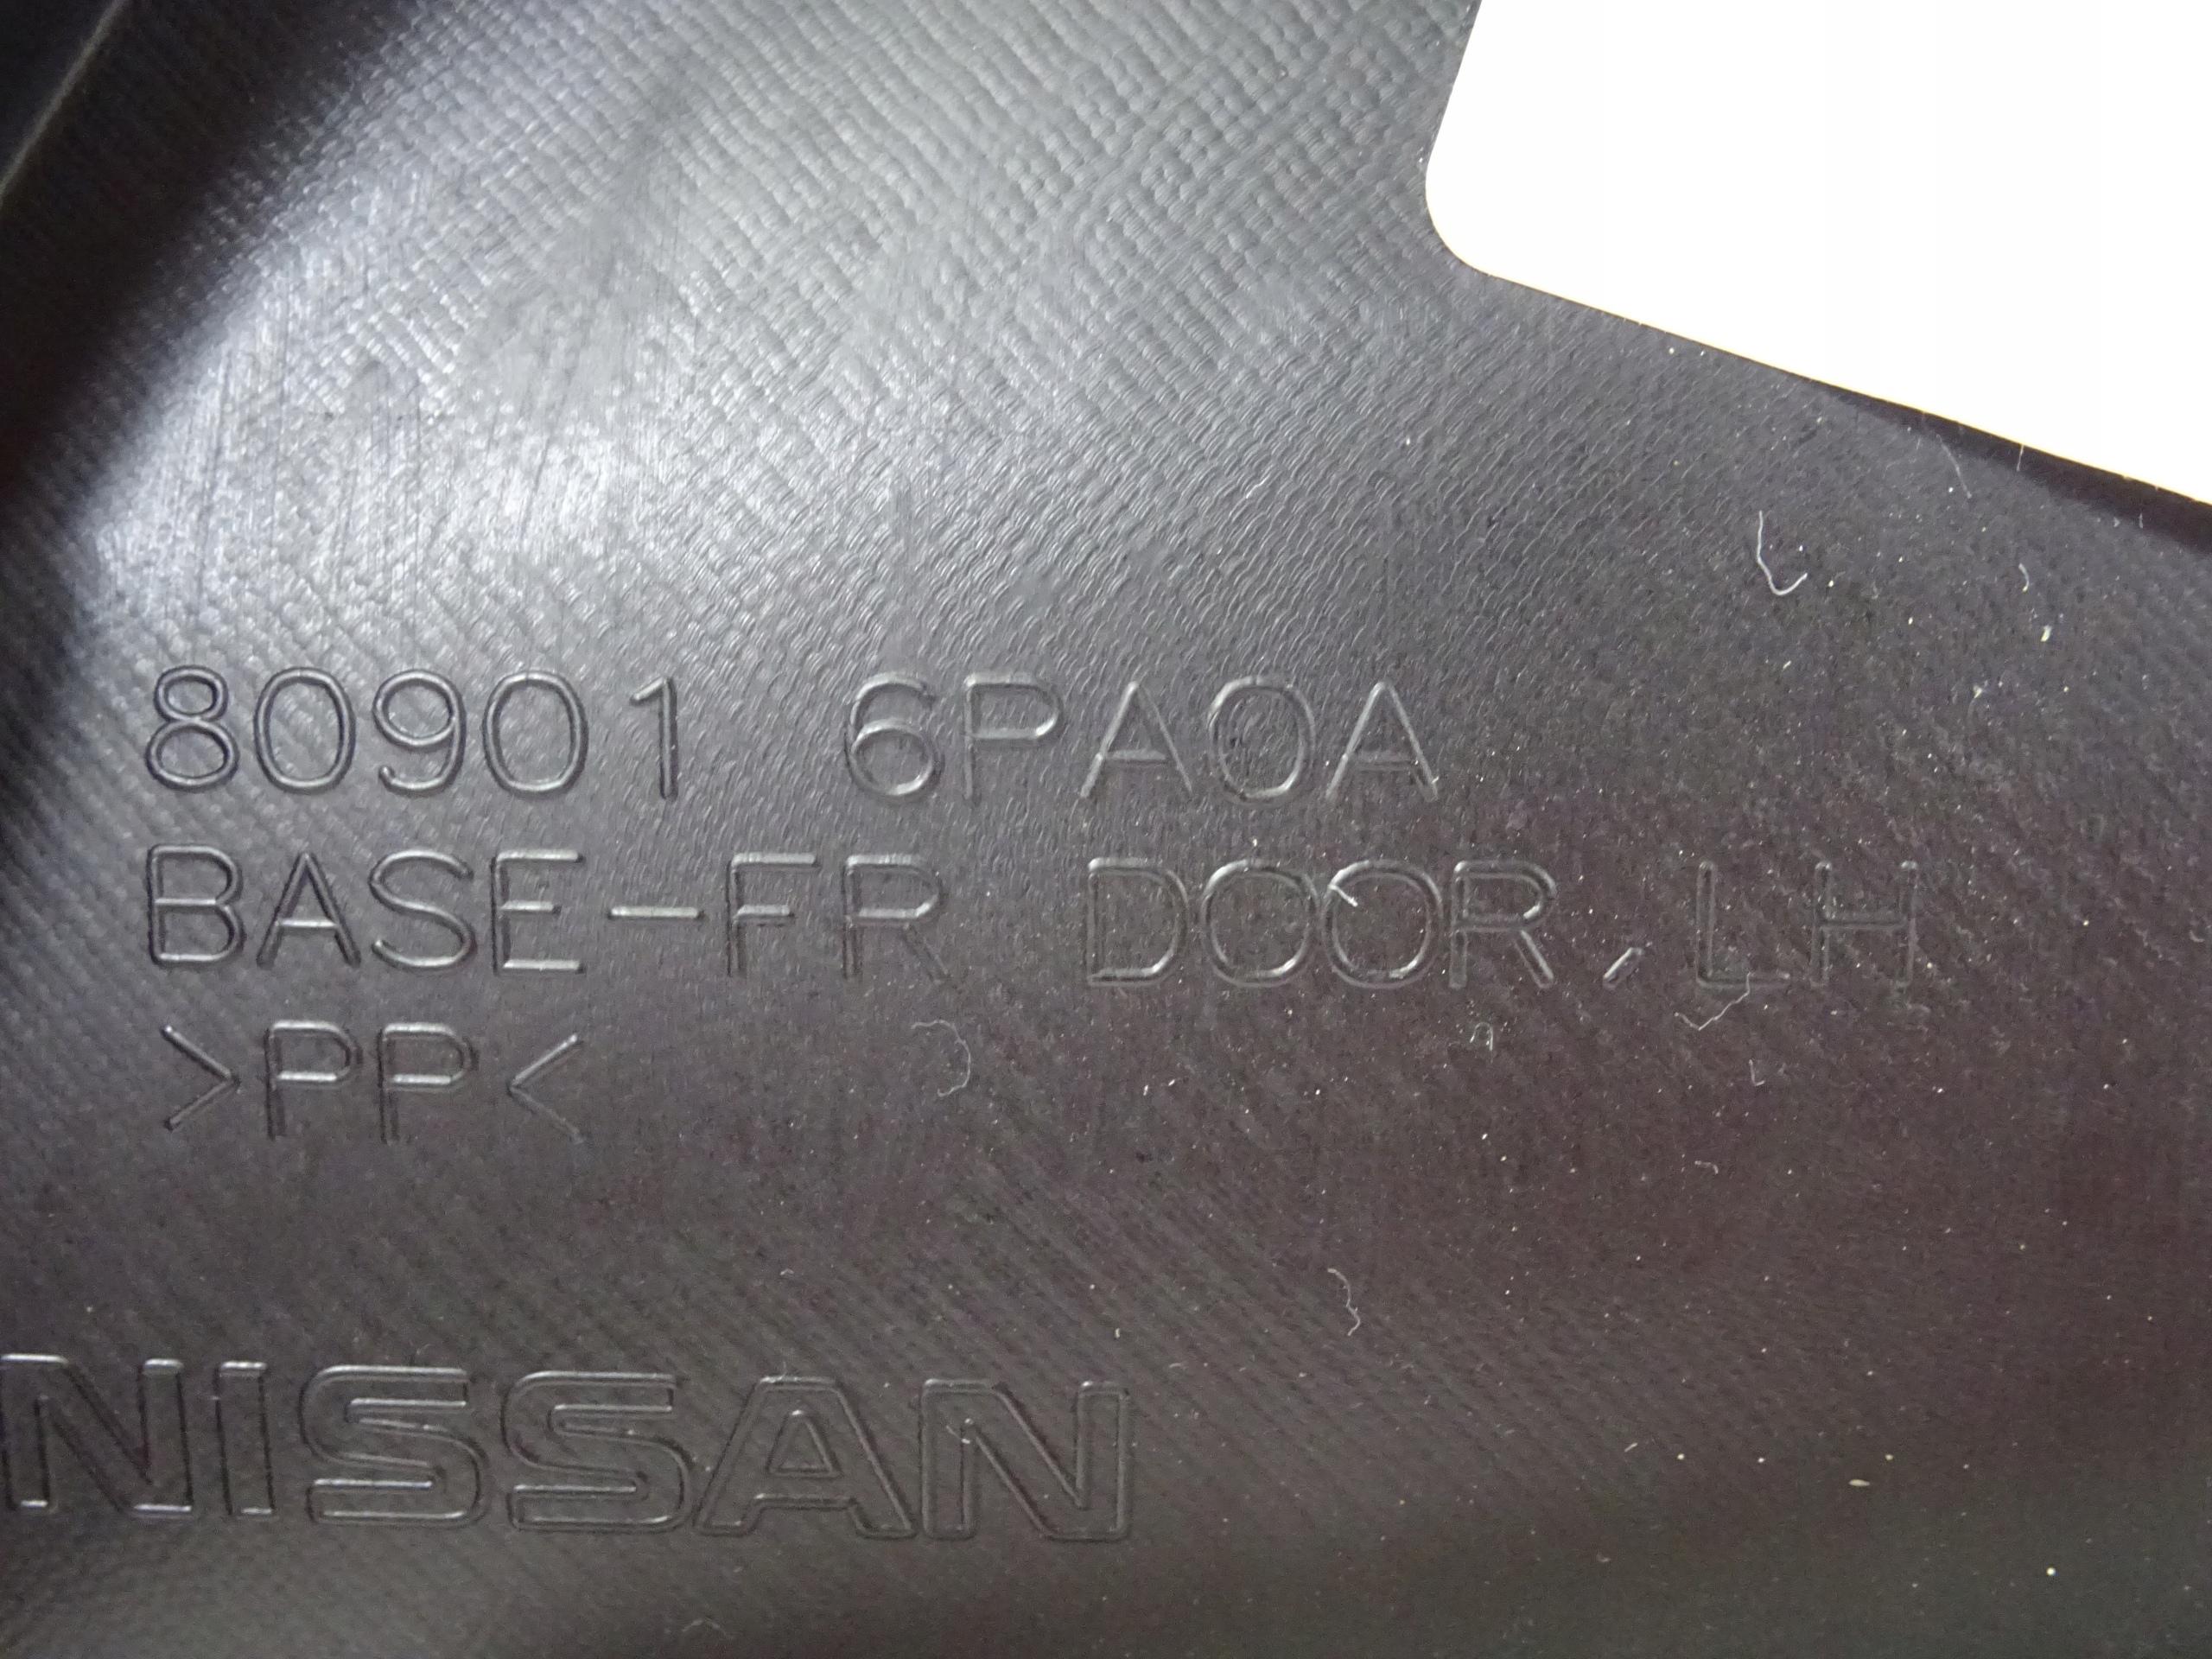 80901 6PA0A
BASE-FR DOOR, LH
>PP<
NISSAN